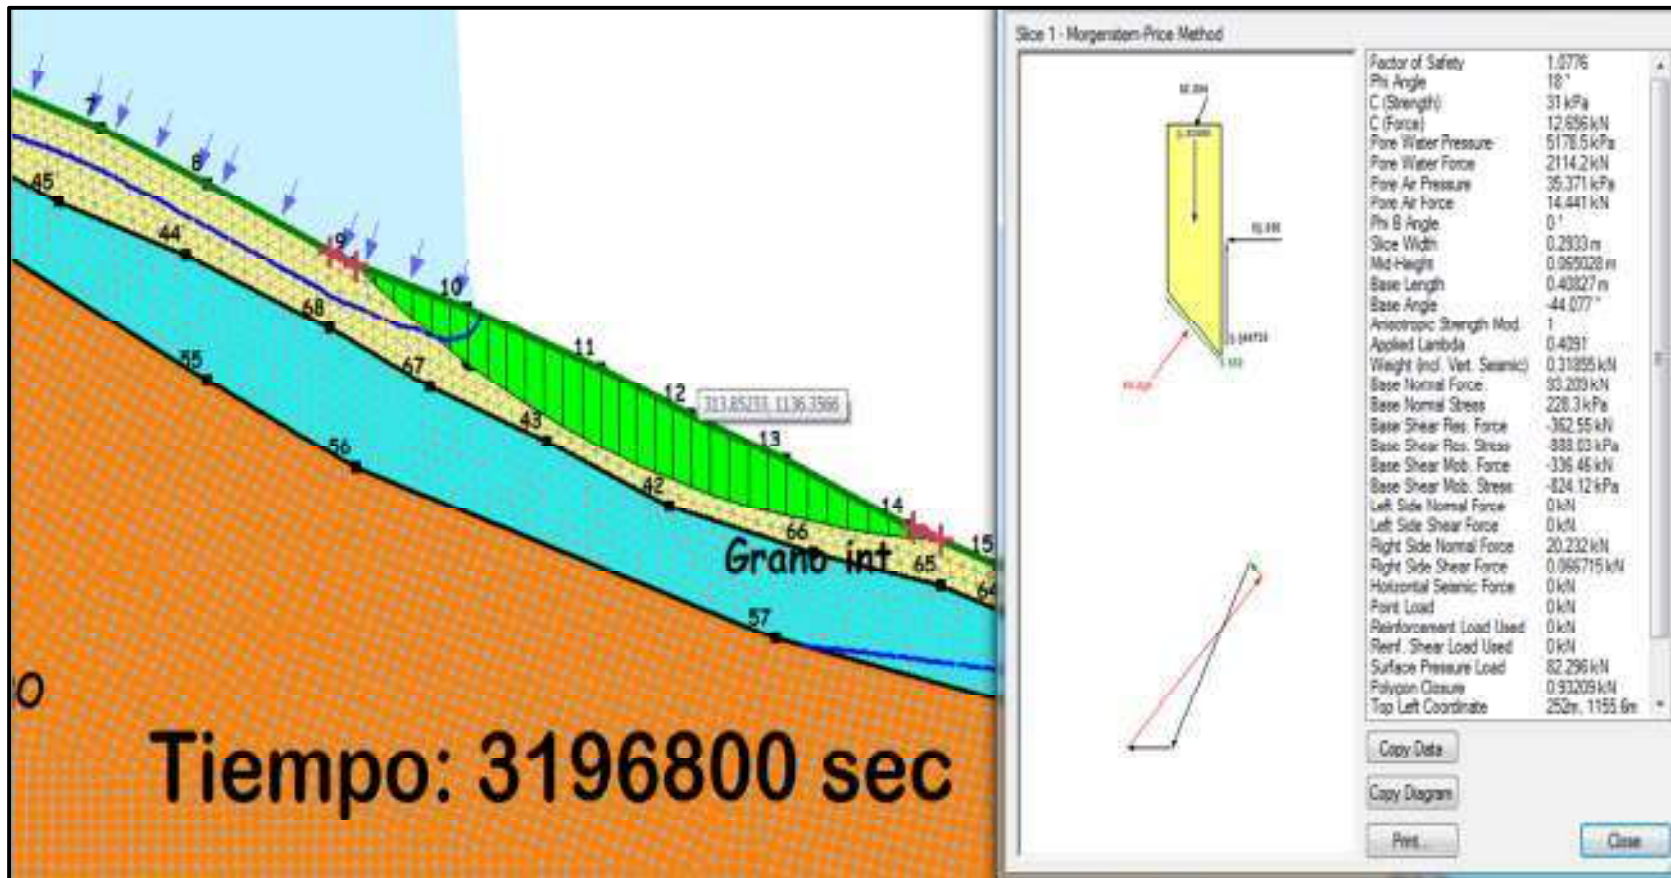 7
8
45
9
44
10
68
11
55
67
12
313.85233, 1136.3566
43
13
56
42
14
66
15
Grano int
65
64
57
O
Tiempo: 3196800 sec
Slice 1 - Morgenstern-Price Method
Factor of Safety 1.0776
Phi Angle 18 °
C (Strength) 31 kPa
C (Force) 12.656 kN
Pore Water Pressure 5178.5 kPa
Pore Water Force 2114.2 kN
Pore Air Pressure 35.371 kPa
Pore Air Force 14.441 kN
Phi B Angle 0 °
Slice Width 0.2933 m
Mid-Height 0.065028 m
Base Length 0.40827 m
Base Angle -44.077 °
Anisotropic Strength Mod. 1
Applied Lambda 0.4091
Weight (incl. Vert. Seismic) 0.31855 kN
Base Normal Force 93.209 kN
Base Normal Stress 228.3 kPa
Base Shear Res. Force -362.55 kN
Base Shear Res. Stress -888.03 kPa
Base Shear Mob. Force -336.46 kN
Base Shear Mob. Stress -824.12 kPa
Left Side Normal Force 0 kN
Left Side Shear Force 0 kN
Right Side Normal Force 20.232 kN
Right Side Shear Force 0.066715 kN
Horizontal Seismic Force 0 kN
Point Load 0 kN
Reinforcement Load Used 0 kN
Reinf. Shear Load Used 0 kN
Surface Pressure Load 82.296 kN
Polygon Closure 0.93209 kN
Top Left Coordinate 252m, 1155.6m
Copy Data
Copy Diagram
Print...
Close